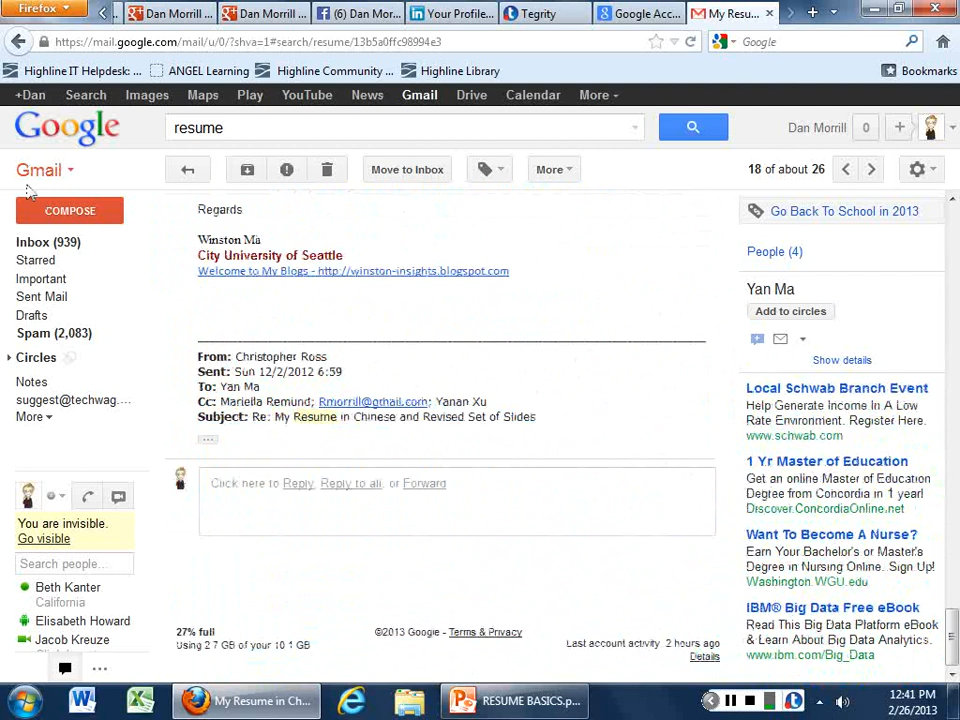 Firefox
Dan Morrill ...
Dan Morrill ...
(6) Dan Mor...
Your Profile...
Tegrity
Google Acc...
My Resu...
https://mail.google.com/mail/u/0/?shva=1#search/resume/13b5a0ffc98994e3
Google
Highline IT Helpdesk: ...
ANGEL Learning
Highline Community ...
Highline Library
Bookmarks
+Dan Search Images Maps Play YouTube News Gmail Drive Calendar More
Google
resume
Dan Morrill 0 +
Gmail
Move to Inbox
More
18 of about 26
COMPOSE
Inbox (939)
Starred
Important
Sent Mail
Drafts
Spam (2,083)
Circles
Notes
suggest@techwag....
More
You are invisible.
Go visible
Search people...
Beth Kanter
California
Elisabeth Howard
Jacob Kreuze
Regards
Winston Ma
City University of Seattle
Welcome to My Blogs - http://winston-insights.blogspot.com
From: Christopher Ross
Sent: Sun 12/2/2012 6:59
To: Yan Ma
Cc: Mariella Remund; Rmorrill@gmail.com; Yanan Xu
Subject: Re: My Resume in Chinese and Revised Set of Slides
...
Click here to Reply, Reply to all, or Forward
27% full
Using 2.7 GB of your 10.1 GB
©2013 Google - Terms & Privacy
Last account activity: 2 hours ago
Details
Go Back To School in 2013
People (4)
Yan Ma
Add to circles
Show details
Local Schwab Branch Event
Help Generate Income In A Low
Rate Environment. Register Here.
www.schwab.com
1 Yr Master of Education
Get an online Master of Education
Degree from Concordia in 1 year!
Discover.ConcordiaOnline.net
Want To Become A Nurse?
Earn Your Bachelor's or Master's
Degree in Nursing Online. Sign Up!
Washington.WGU.edu
IBM® Big Data Free eBook
Read This Big Data Platform eBook
& Learn About Big Data Analytics.
www.ibm.com/Big_Data
My Resume in Ch...
RESUME BASICS.p...
12:41 PM
2/26/2013